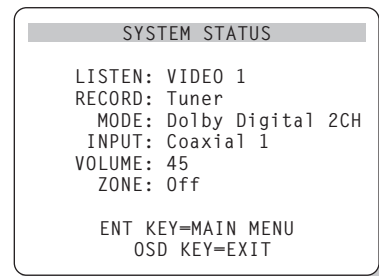 SYSTEM STATUS
LISTEN: VIDEO 1
RECORD: Tuner
MODE: Dolby Digital 2CH
INPUT: Coaxial 1
VOLUME: 45
ZONE: Off
ENT KEY=MAIN MENU
OSD KEY=EXIT